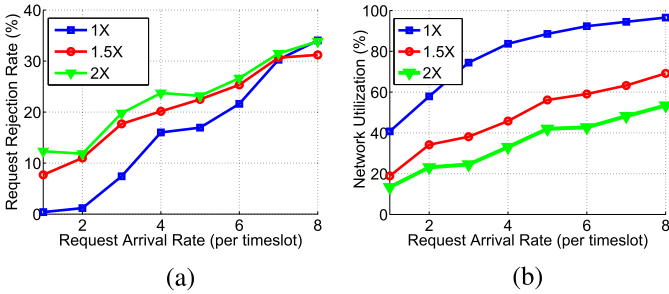 Request Rejection Rate (%)
40
30
20
10
0
1X
1.5X
2X
2
4
6
8
Request Arrival Rate (per timeslot)
(a)
Network Utilization (%)
100
80
60
40
20
0
1X
1.5X
2X
2
4
6
8
Request Arrival Rate (per timeslot)
(b)